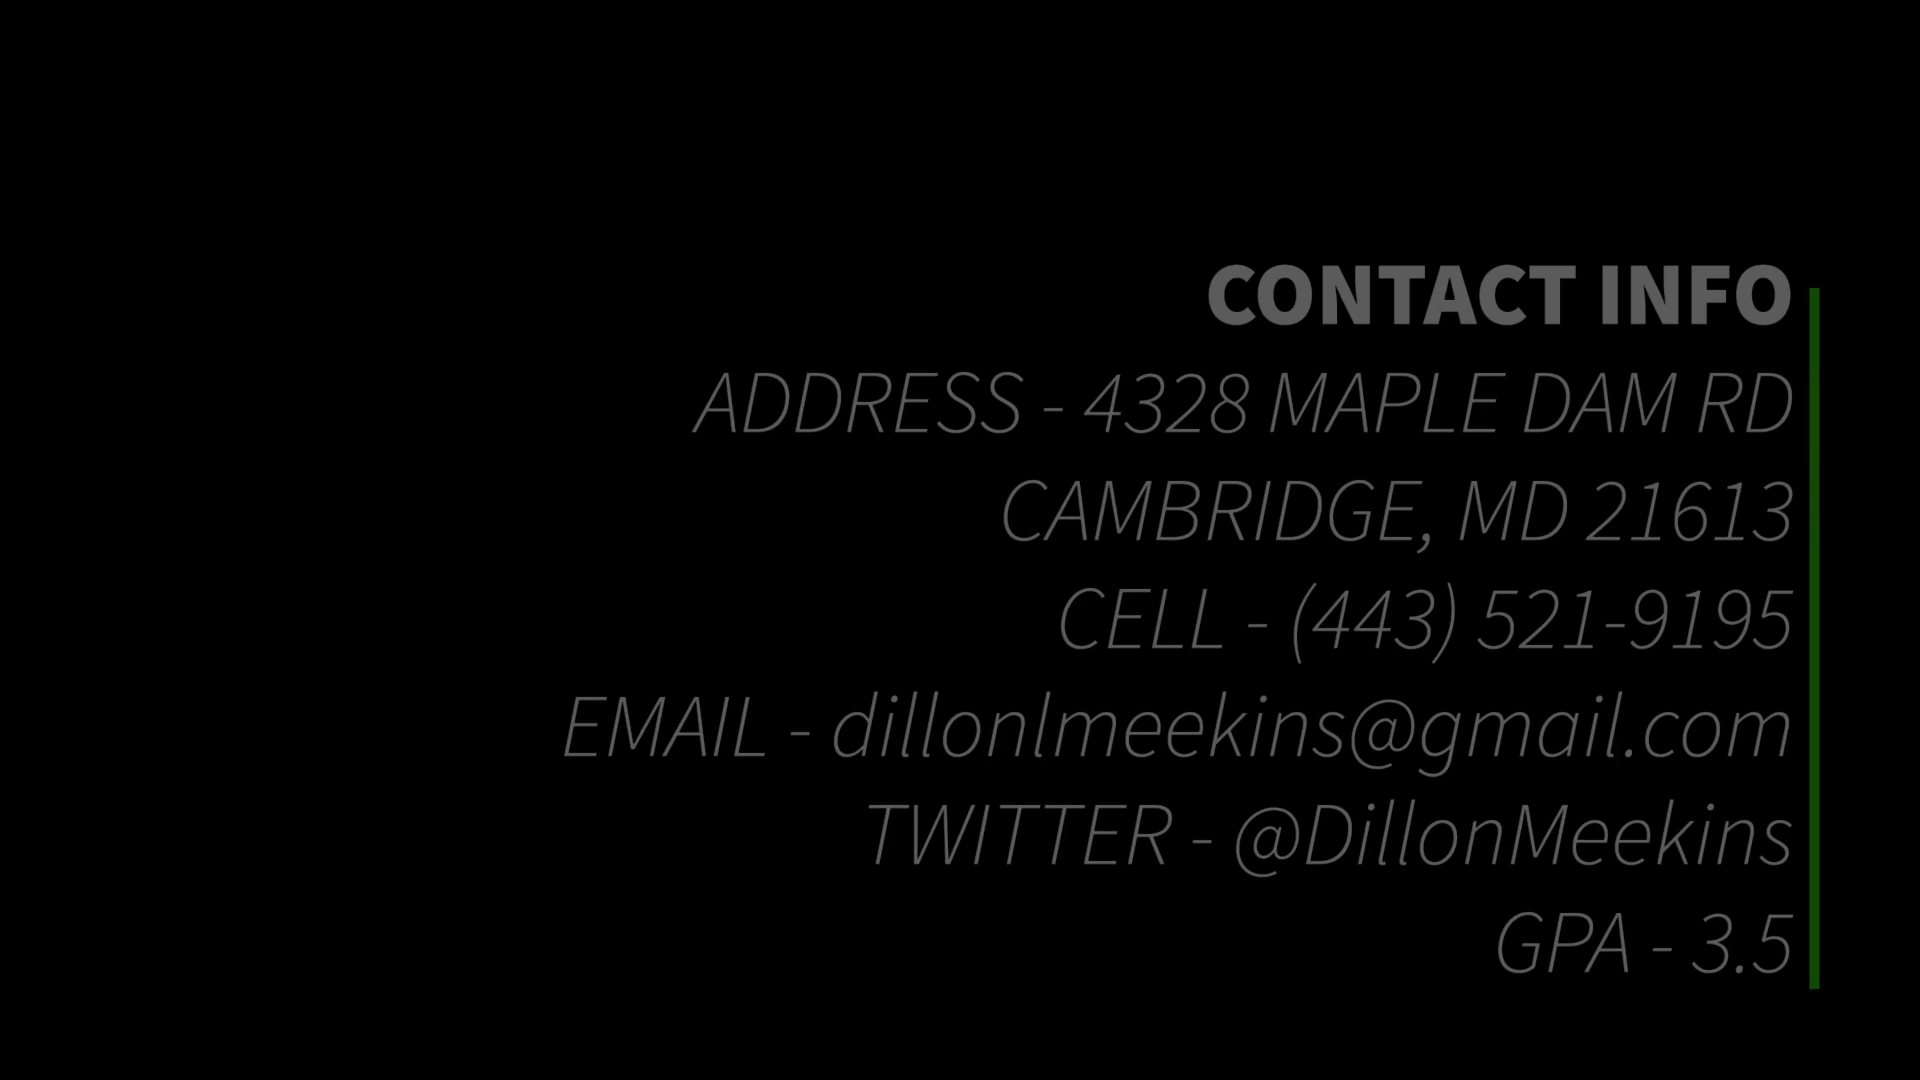 CONTACT INFO
ADDRESS - 4328 MAPLE DAM RD
CAMBRIDGE, MD 21613
CELL - (443) 521-9195
EMAIL - dillonlmeekins@gmail.com
TWITTER - @DillonMeekins
GPA - 3.5